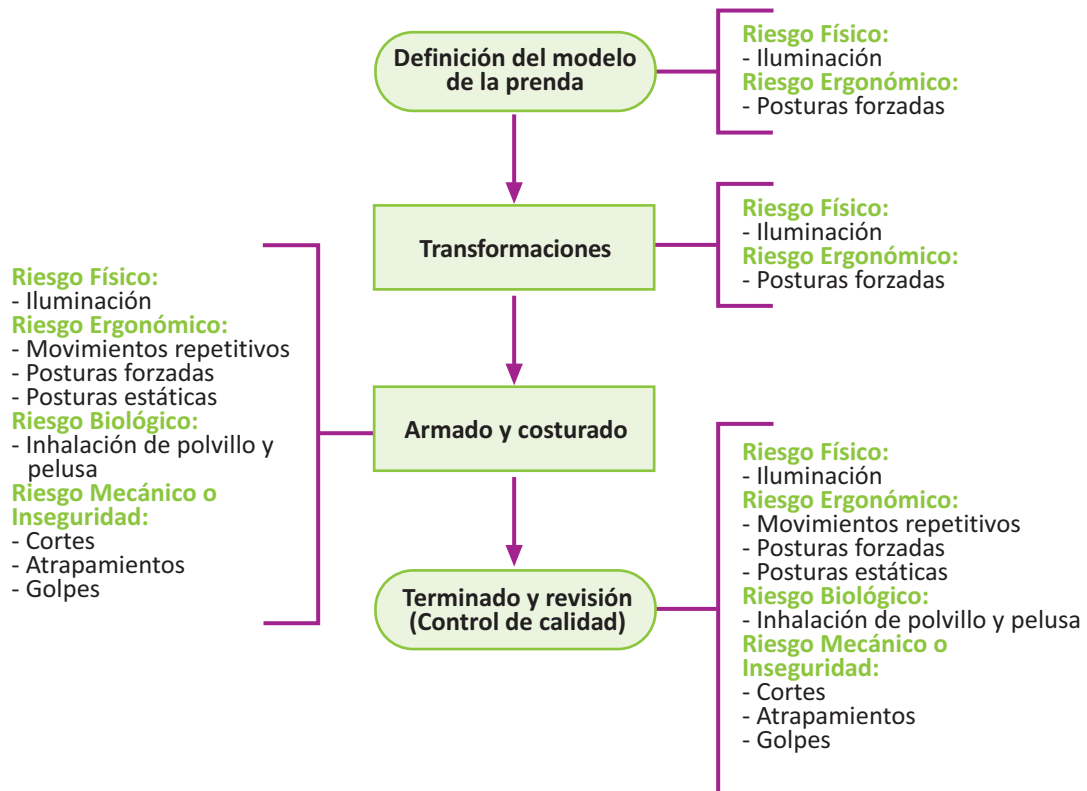 Definición del modelo
de la prenda
Riesgo Físico:
- Iluminación
Riesgo Ergonómico:
- Posturas forzadas
Transformaciones
Riesgo Físico:
- Iluminación
Riesgo Ergonómico:
- Posturas forzadas
Riesgo Físico:
- Iluminación
Riesgo Ergonómico:
- Movimientos repetitivos
- Posturas forzadas
- Posturas estáticas
Riesgo Biológico:
- Inhalación de polvillo y
pelusa
Riesgo Mecánico o
Inseguridad:
- Cortes
- Atrapamientos
- Golpes
Armado y costurado
Terminado y revisión
(Control de calidad)
Riesgo Físico:
- Iluminación
Riesgo Ergonómico:
- Movimientos repetitivos
- Posturas forzadas
- Posturas estáticas
Riesgo Biológico:
- Inhalación de polvillo y pelusa
Riesgo Mecánico o
Inseguridad:
- Cortes
- Atrapamientos
- Golpes